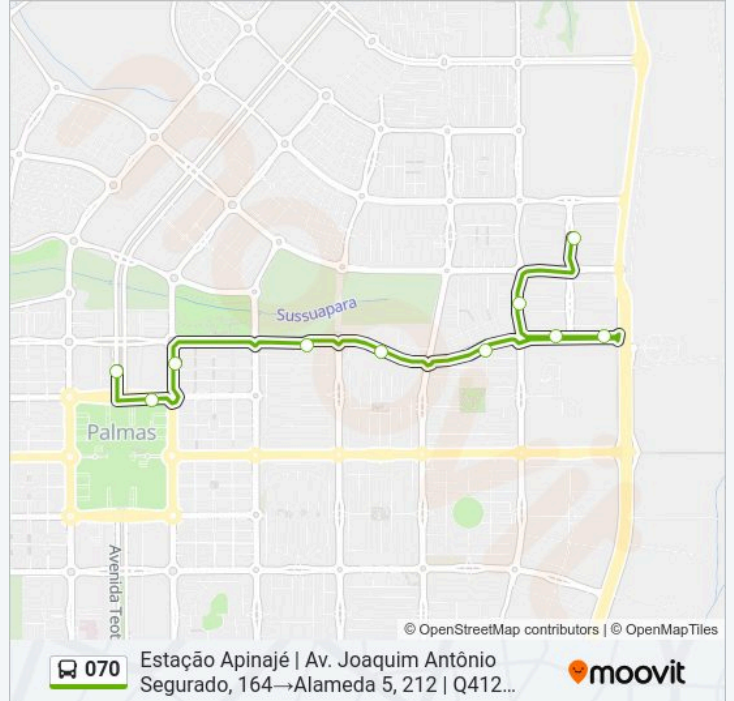 Sussuapara
Palmas
Avenida Teot
© OpenStreetMap contributors | © OpenMapTiles
070
Estação Apinajé | Av. Joaquim Antônio
Segurado, 164→Alameda 5, 212 | Q412...
moovit
moovit